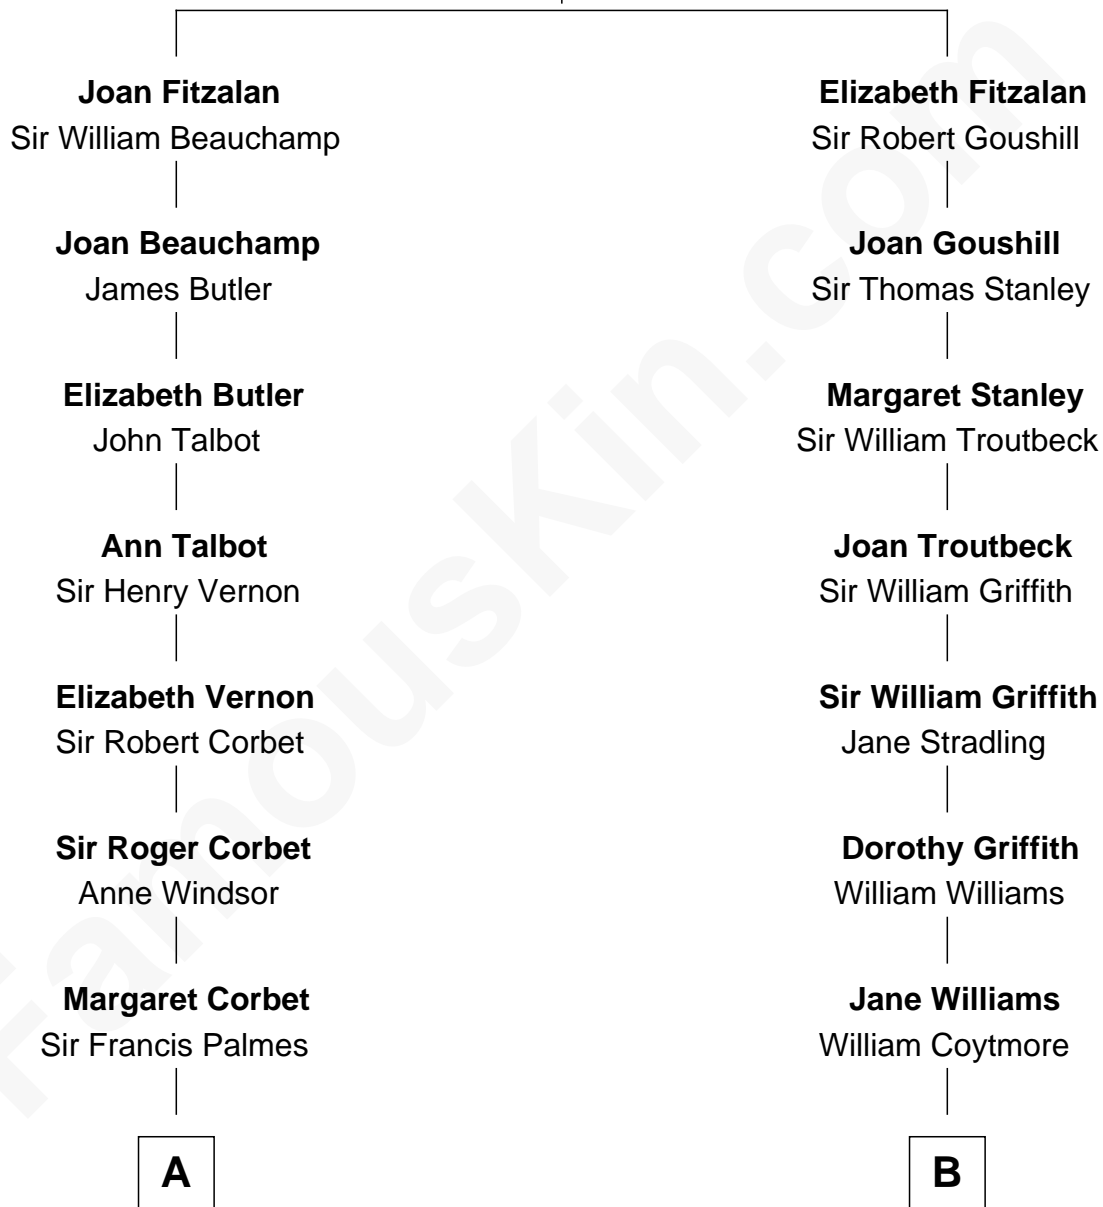 Joan Fitzalan
Sir William Beauchamp
Joan Beauchamp
James Butler
Elizabeth Butler
John Talbot
Ann Talbot
Sir Henry Vernon
Elizabeth Vernon
Sir Robert Corbet
Sir Roger Corbet
Anne Windsor
Margaret Corbet
Sir Francis Palmes
A
Elizabeth Fitzalan
Sir Robert Goushill
Joan Goushill
Sir Thomas Stanley
Margaret Stanley
Sir William Troutbeck
Joan Troutbeck
Sir William Griffith
Sir William Griffith
Jane Stradling
Dorothy Griffith
William Williams
Jane Williams
William Coytmore
B
FamousKin.com